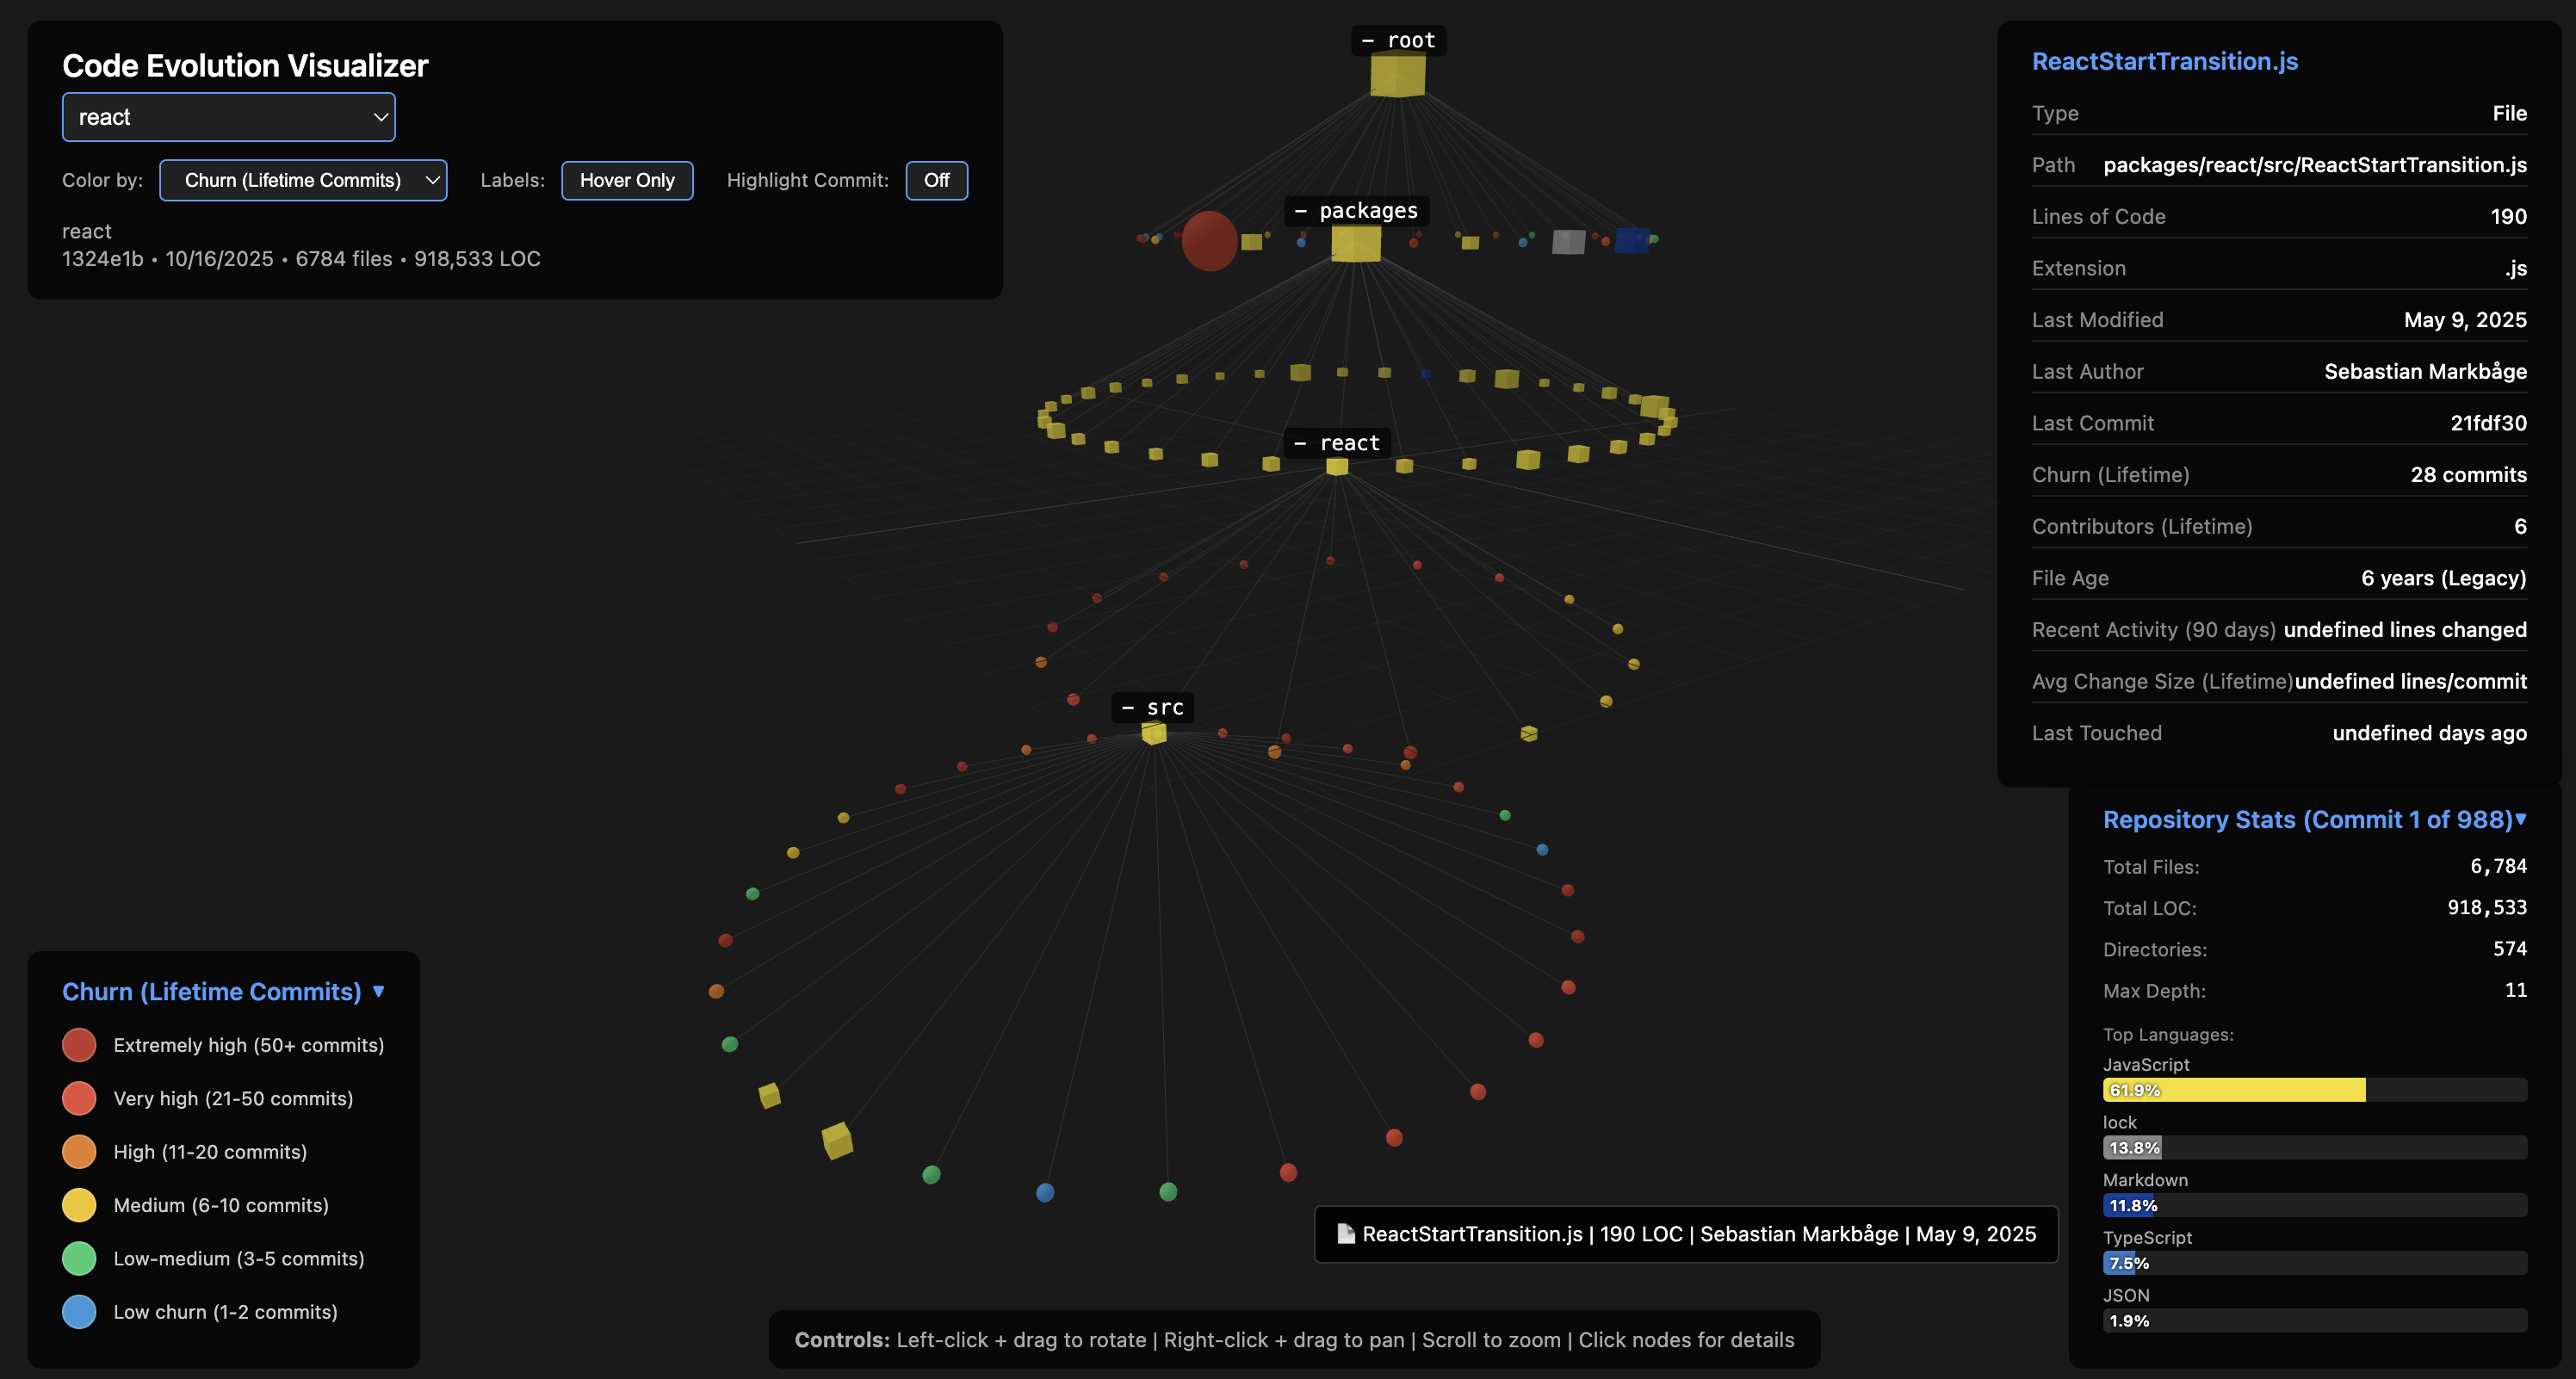 Code Evolution Visualizer
react
Color by: Churn (Lifetime Commits) Labels: Hover Only Highlight Commit: Off
react
1324e1b • 10/16/2025 • 6784 files • 918,533 LOC
− root
− packages
− react
− src
ReactStartTransition.js
Type File
Path packages/react/src/ReactStartTransition.js
Lines of Code 190
Extension .js
Last Modified May 9, 2025
Last Author Sebastian Markbåge
Last Commit 21fdf30
Churn (Lifetime) 28 commits
Contributors (Lifetime) 6
File Age 6 years (Legacy)
Recent Activity (90 days) undefined lines changed
Avg Change Size (Lifetime) undefined lines/commit
Last Touched undefined days ago
Repository Stats (Commit 1 of 988) ▼
Total Files: 6,784
Total LOC: 918,533
Directories: 574
Max Depth: 11
Top Languages:
JavaScript
61.9%
lock
13.8%
Markdown
11.8%
TypeScript
7.5%
JSON
1.9%
Churn (Lifetime Commits) ▼
Extremely high (50+ commits)
Very high (21-50 commits)
High (11-20 commits)
Medium (6-10 commits)
Low-medium (3-5 commits)
Low churn (1-2 commits)
ReactStartTransition.js | 190 LOC | Sebastian Markbåge | May 9, 2025
Controls: Left-click + drag to rotate | Right-click + drag to pan | Scroll to zoom | Click nodes for details